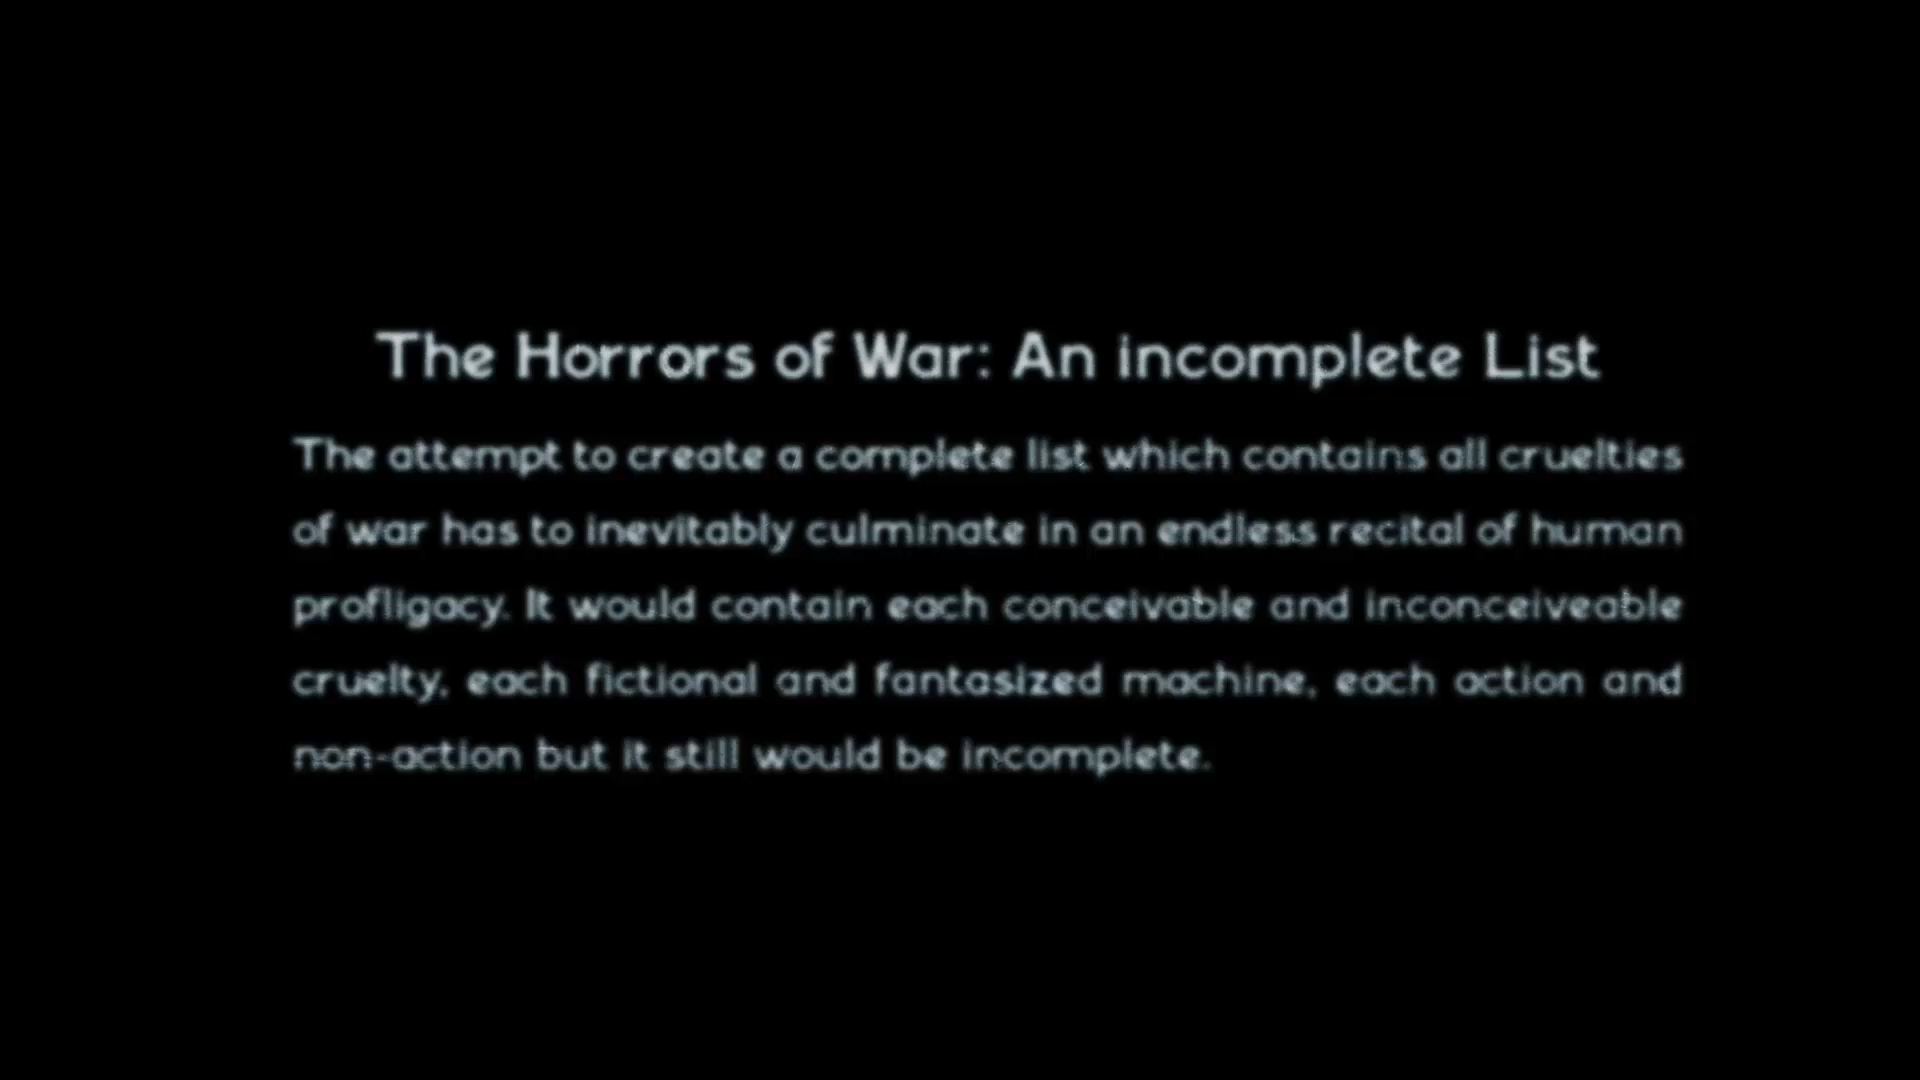 The Horrors of War: An incomplete List
The attempt to create a complete list which contains all cruelties
of war has to inevitably culminate in an endless recital of human
profligacy. It would contain each conceivable and inconceiveable
cruelty, each fictional and fantasized machine, each action and
non-action but it still would be incomplete.